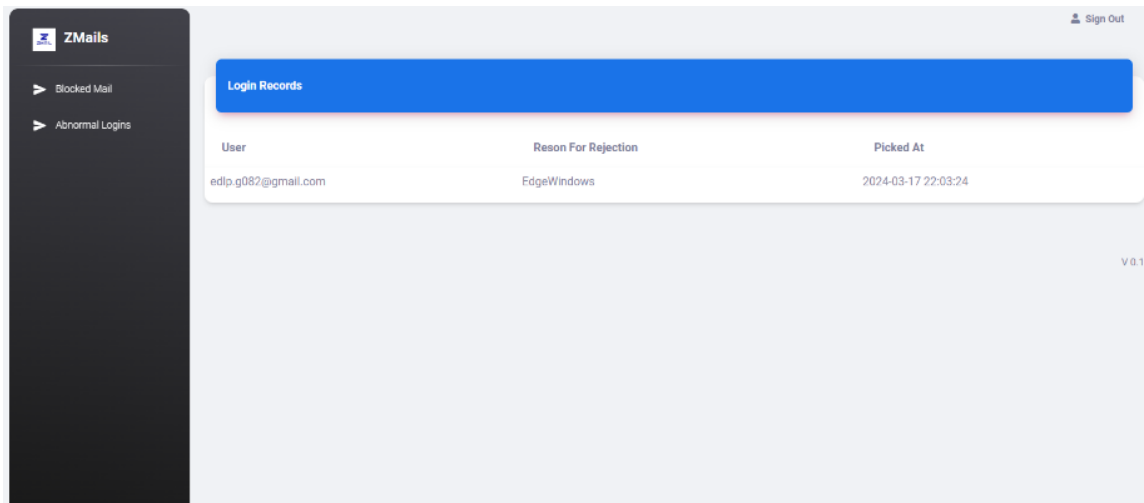 Sign Out
ZMails
Blocked Mail
Abnormal Logins
Login Records
User Reson For Rejection Picked At
edlp.g082@gmail.com EdgeWindows 2024-03-17 22:03:24
V 0.1